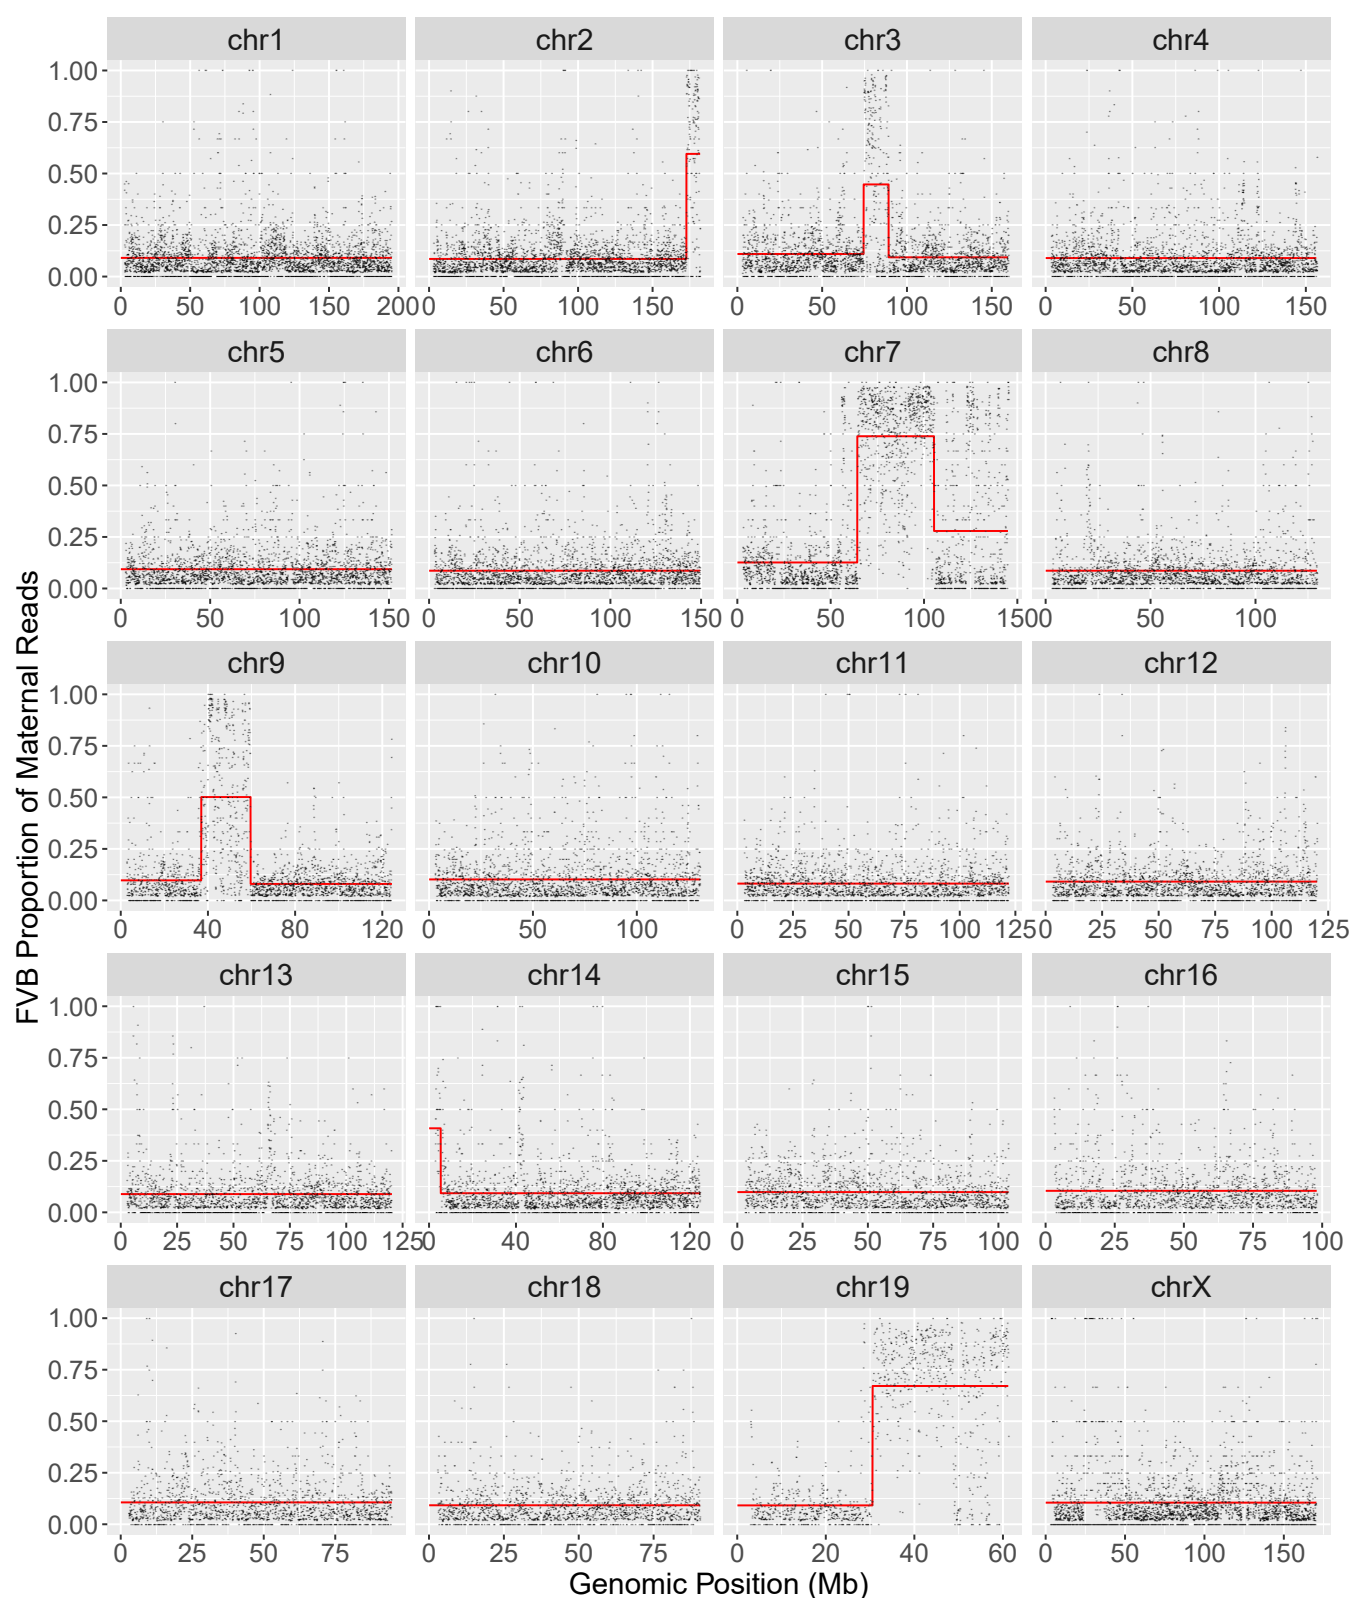 chr1 chr2 chr3 chr4
1.00
0.75
0.50
0.25
0.00
0 50 100 150 200 0 50 100 150 0 50 100 150 0 50 100 150
chr5 chr6 chr7 chr8
1.00
0.75
0.50
0.25
0.00
0 50 100 150 0 50 100 150 0 50 100 150 0 50 100
chr9 chr10 chr11 chr12
1.00
0.75
0.50
0.25
0.00
0 40 80 120 0 50 100 0 25 50 75 100 125 0 25 50 75 100 125
chr13 chr14 chr15 chr16
1.00
0.75
0.50
0.25
0.00
0 25 50 75 100 125 0 40 80 120 0 25 50 75 100 0 25 50 75 100
chr17 chr18 chr19 chrX
1.00
0.75
0.50
0.25
0.00
0 25 50 75 0 25 50 75 0 20 40 60 0 50 100 150
Genomic Position (Mb)
FVB Proportion of Maternal Reads